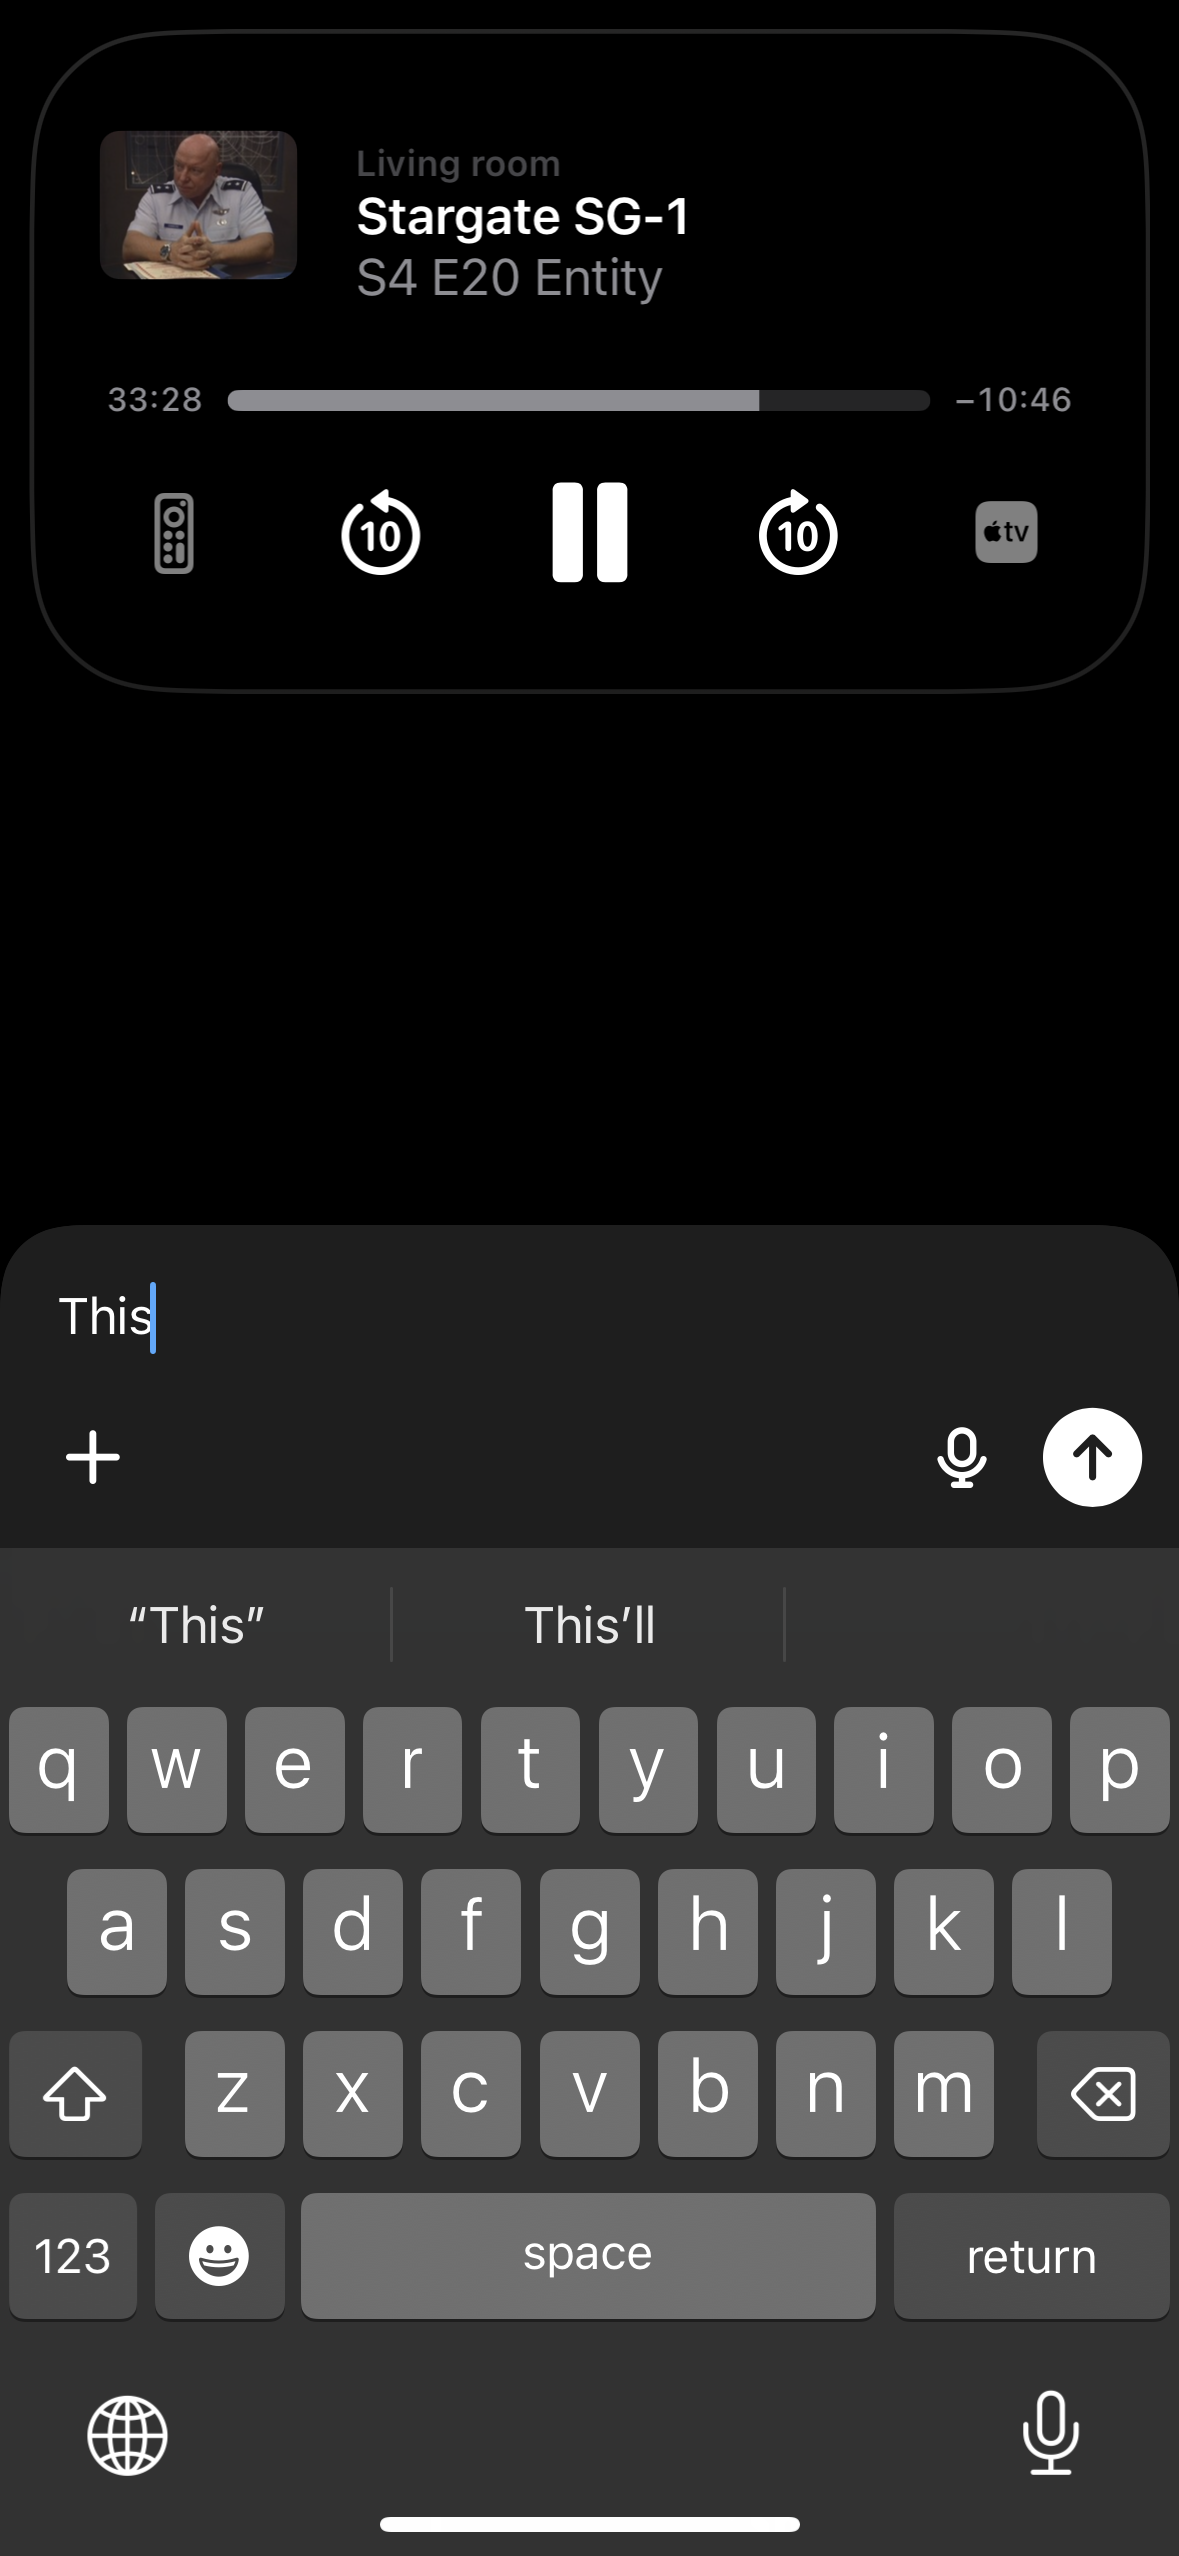 Living room
Stargate SG-1
S4 E20 Entity
33:28
–10:46
10
10
tv
This
“This”
This’ll
q w e r t y u i o p
a s d f g h j k l
z x c v b n m
123
space
return